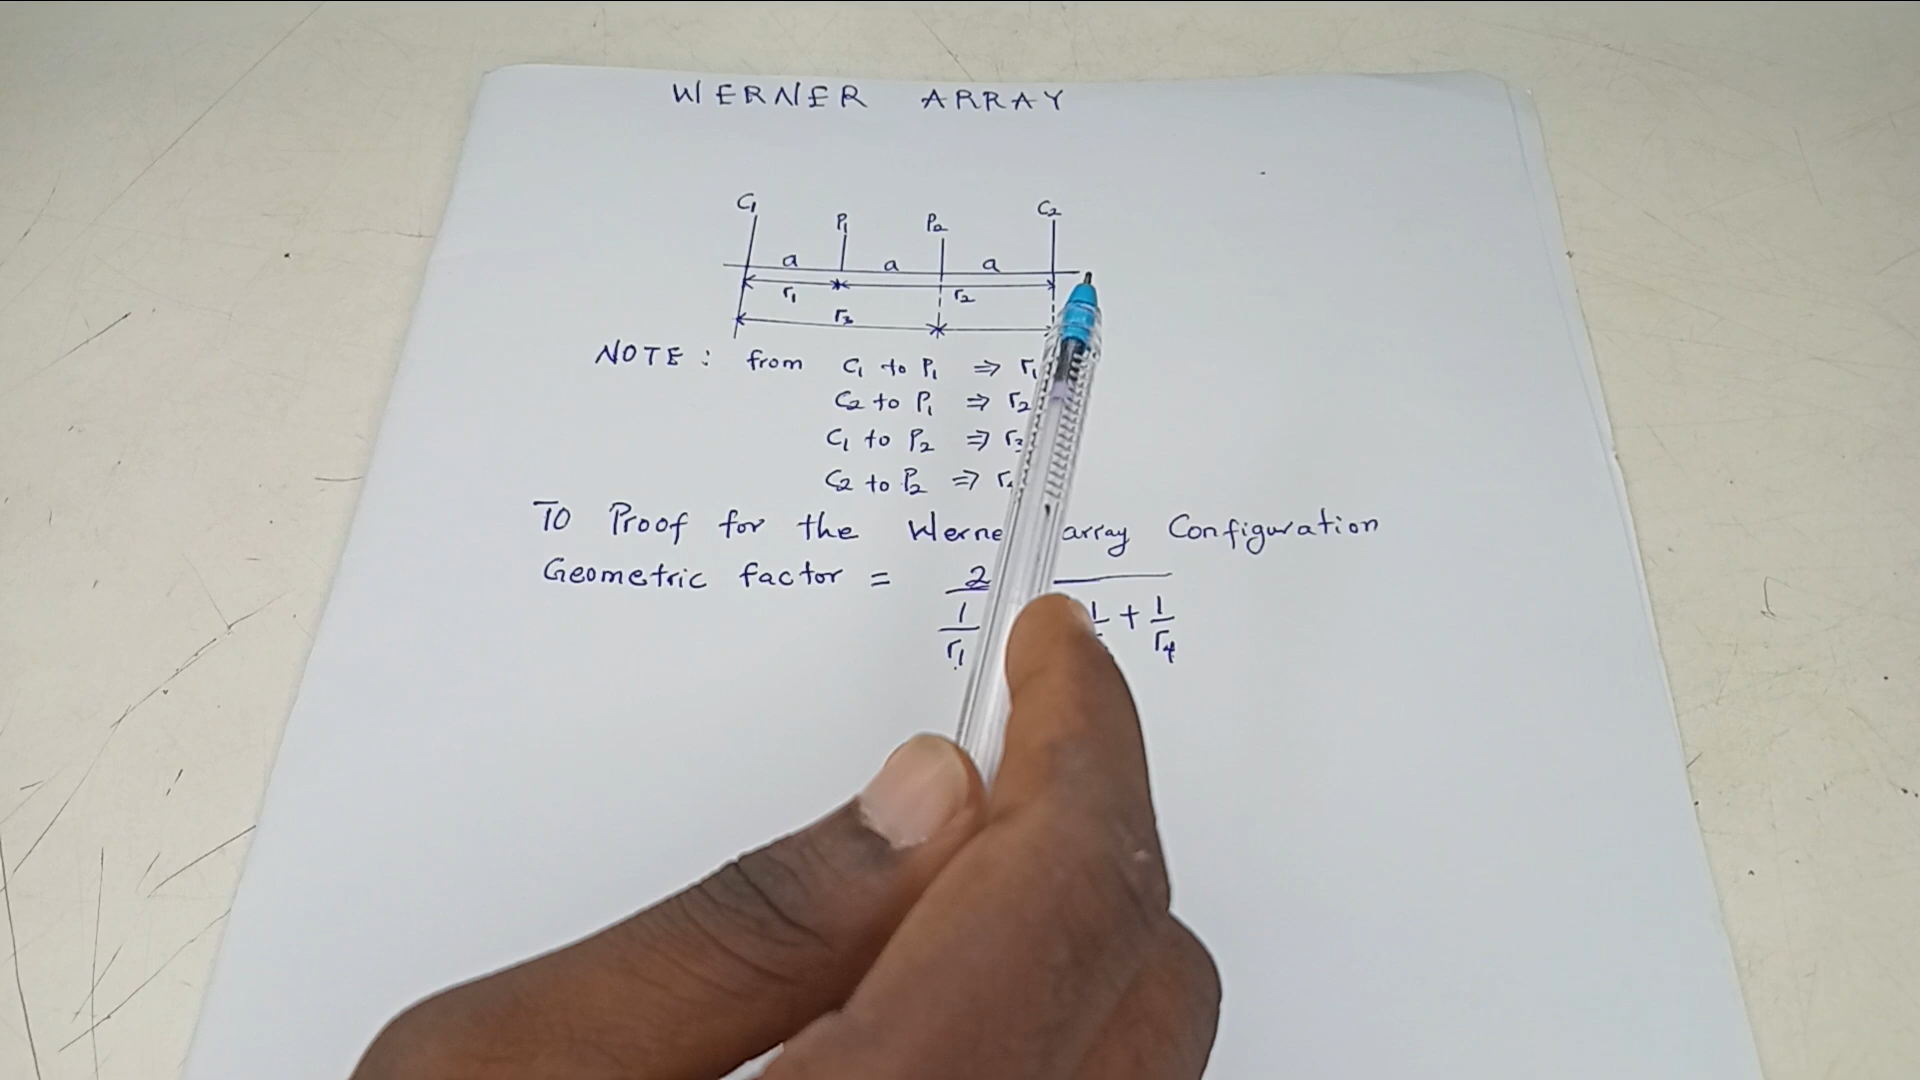 WERNER ARRAY
C1 P1 P2 C2
a a a
r1 r2
r3
NOTE: from C1 to P1 ⇒ r1
C2 to P1 ⇒ r2
C1 to P2 ⇒ r3
C2 to P2 ⇒
TO Proof for the array Configuration
Geometric factor = 2
1/r1 + 1/r4